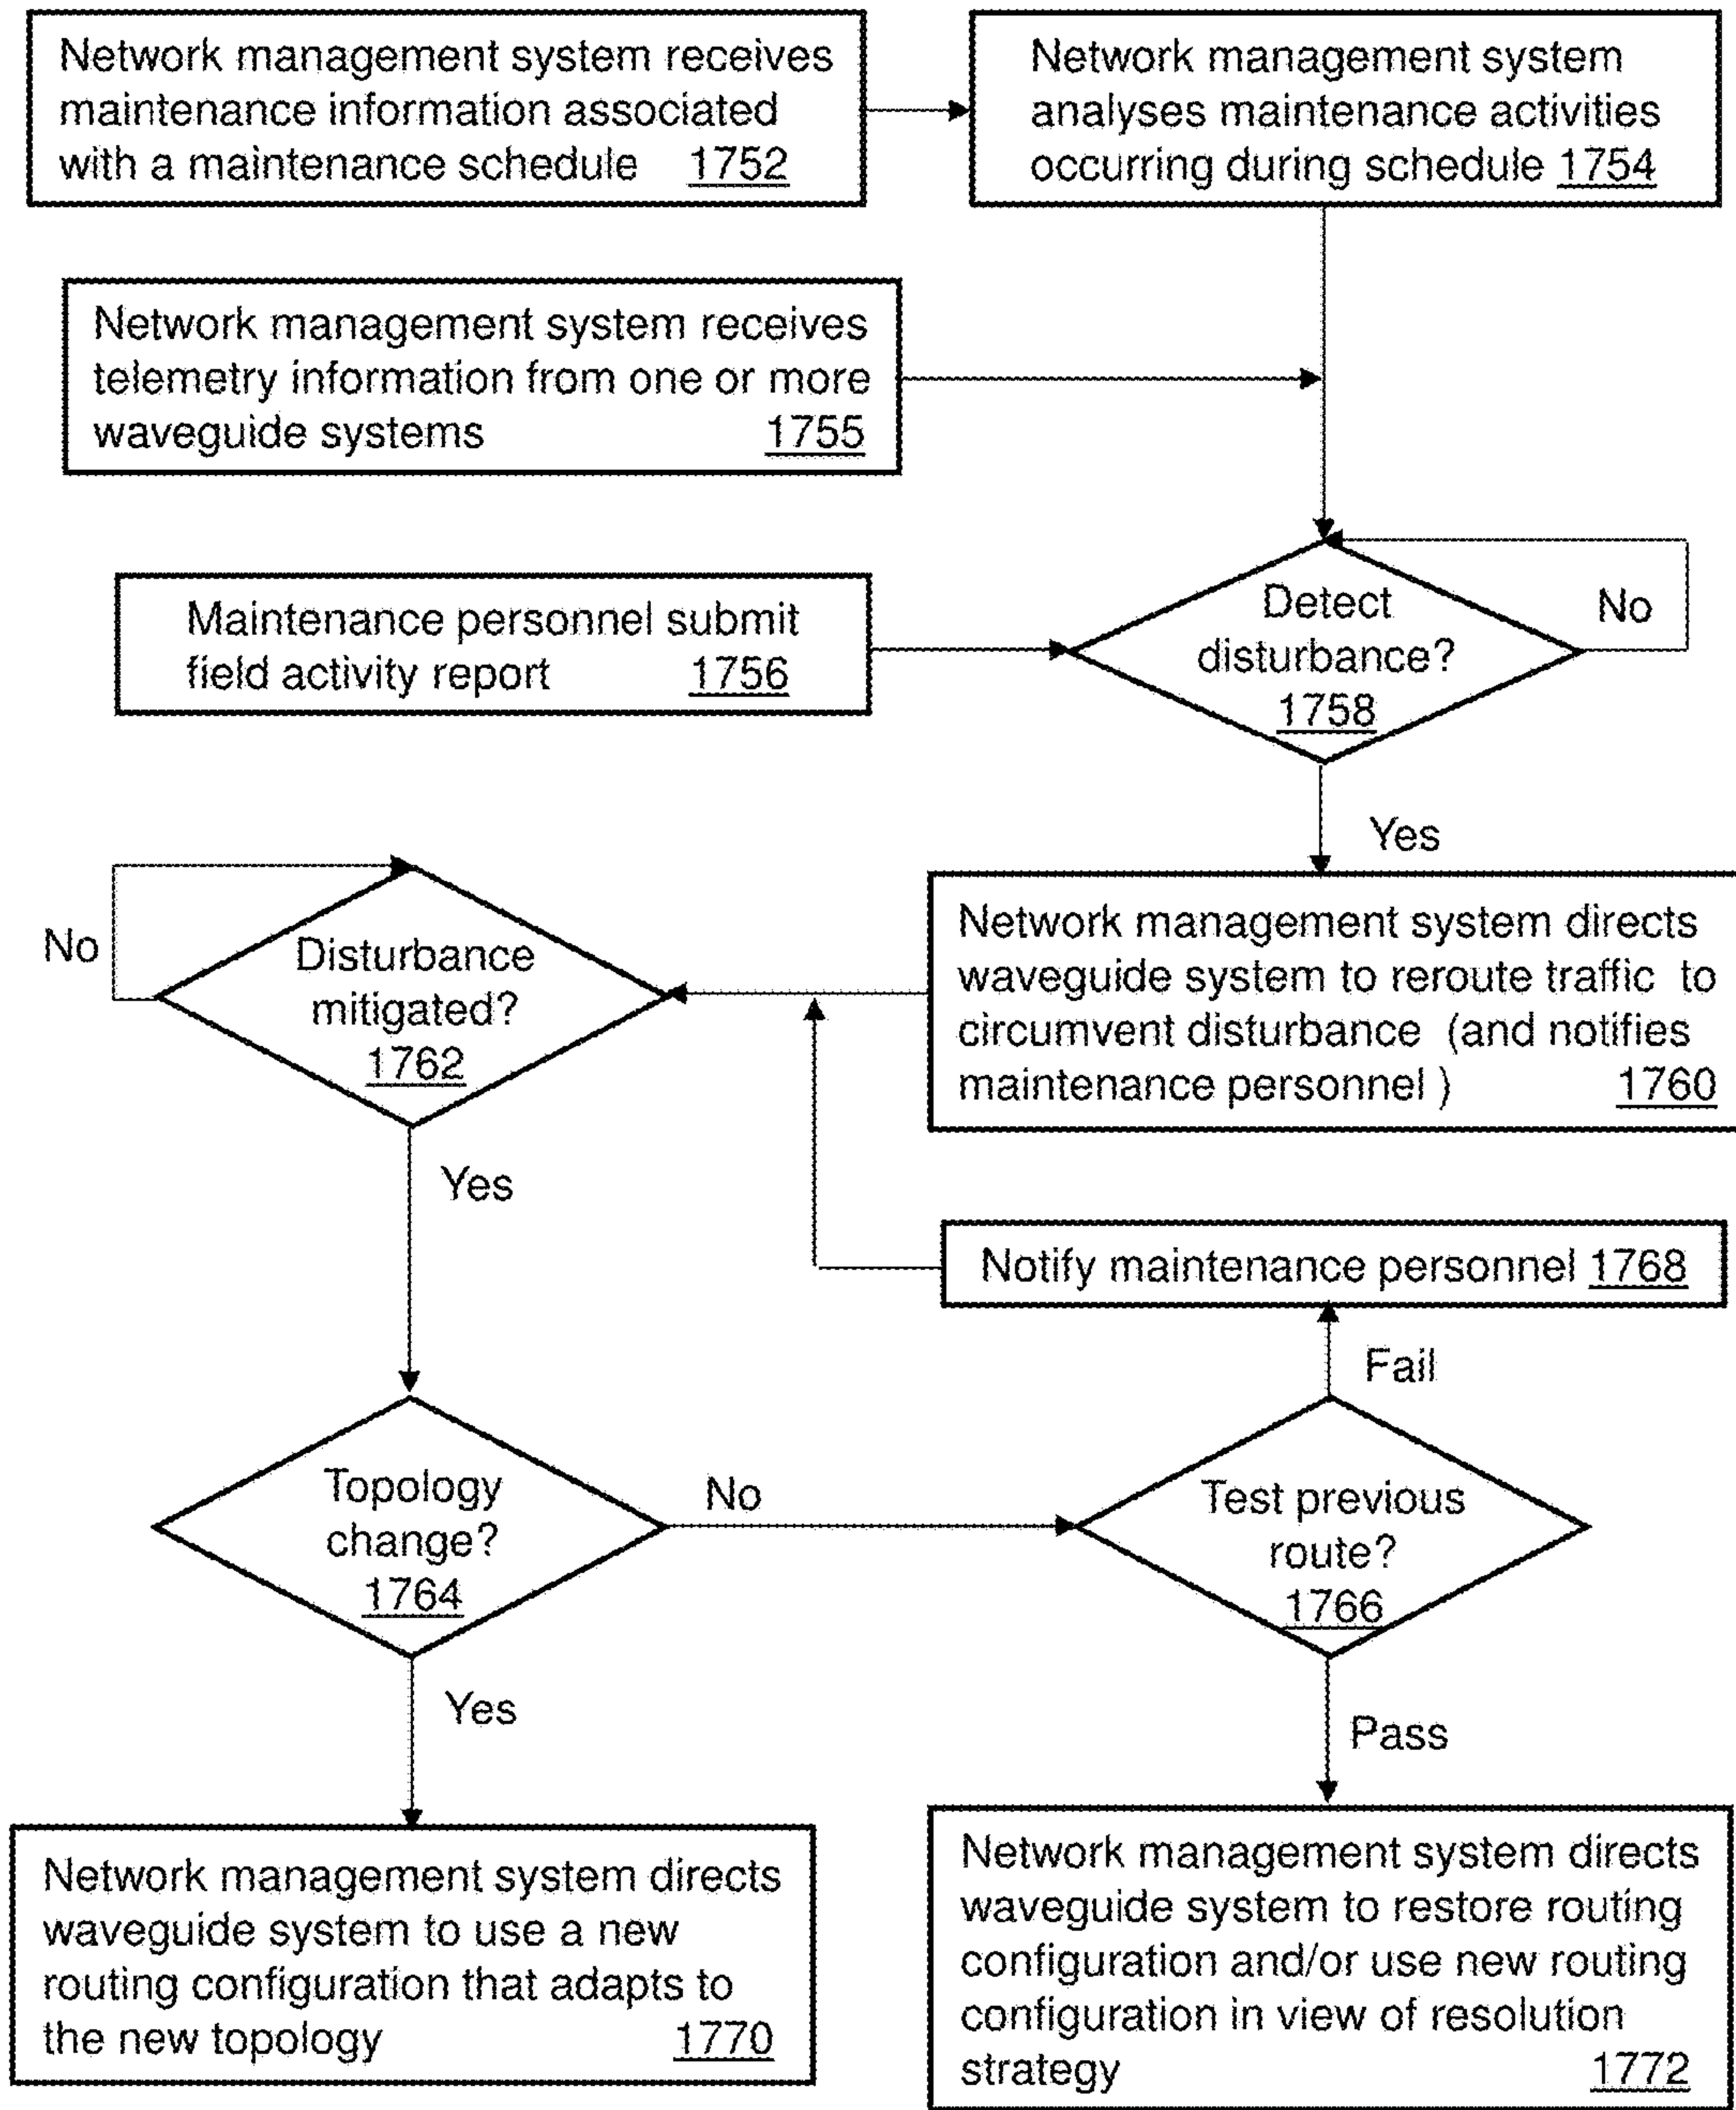 Network management system receives
maintenance information associated
with a maintenance schedule 1752
Network management system
analyses maintenance activities
occurring during schedule 1754
Network management system receives
telemetry information from one or more
waveguide systems 1755
Maintenance personnel submit
field activity report 1756
Detect
disturbance?
1758
No
Yes
Network management system directs
waveguide system to reroute traffic to
circumvent disturbance (and notifies
maintenance personnel ) 1760
No
Disturbance
mitigated?
1762
Yes
Notify maintenance personnel 1768
Fail
Topology
change?
1764
No
Test previous
route?
1766
Yes
Pass
Network management system directs
waveguide system to use a new
routing configuration that adapts to
the new topology 1770
Network management system directs
waveguide system to restore routing
configuration and/or use new routing
configuration in view of resolution
strategy 1772